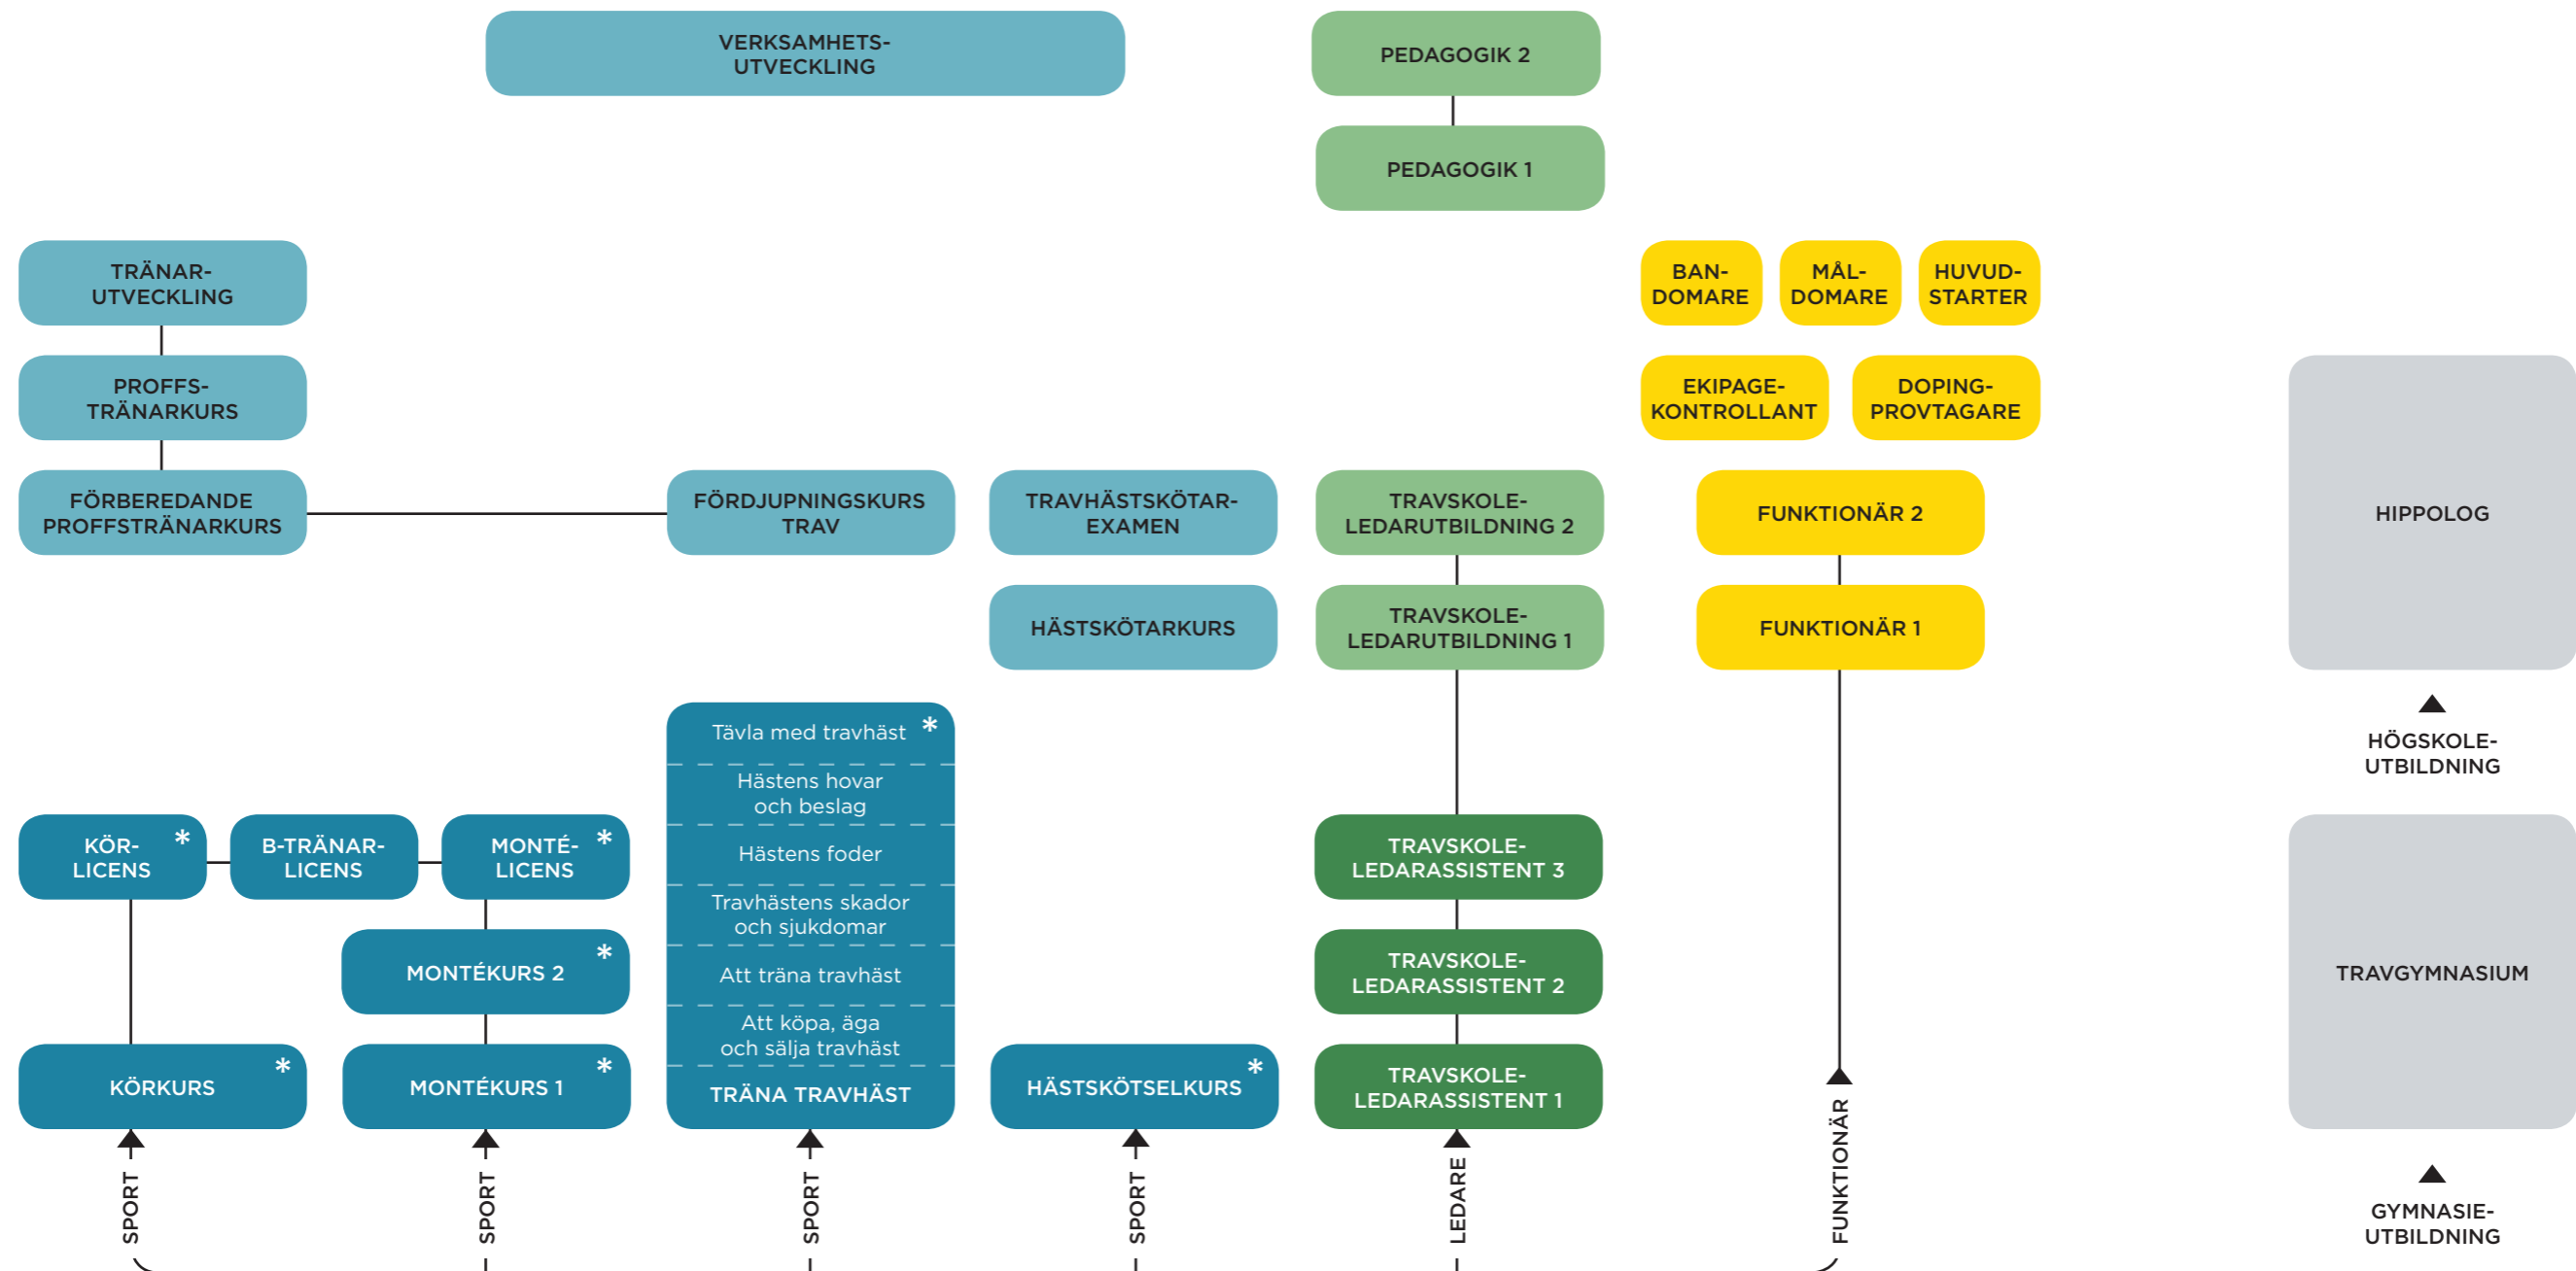 VERKSAMHETS-
UTVECKLING
PEDAGOGIK 2
PEDAGOGIK 1
TRÄNAR-
UTVECKLING
BAN-
DOMARE
MÅL-
DOMARE
HUVUD-
STARTER
PROFFS-
TRÄNARKURS
EKIPAGE-
KONTROLLANT
DOPING-
PROVTAGARE
FÖRBEREDANDE
PROFFSTRÄNARKURS
FÖRDJUPNINGSKURS
TRAV
TRAVHÄSTSKÖTAR-
EXAMEN
TRAVSKOLE-
LEDARUTBILDNING 2
FUNKTIONÄR 2
HIPPOLOG
HÄSTSKÖTARKURS
TRAVSKOLE-
LEDARUTBILDNING 1
FUNKTIONÄR 1
HÖGSKOLE-
UTBILDNING
KÖR-
LICENS *
B-TRÄNAR-
LICENS
MONTÉ-
LICENS *
MONTÉKURS 2 *
KÖRKURS *
MONTÉKURS 1 *
Tävla med travhäst *
Hästens hovar
och beslag
Hästens foder
Travhästens skador
och sjukdomar
Att träna travhäst
Att köpa, äga
och sälja travhäst
TRÄNA TRAVHÄST
HÄSTSKÖTSELKURS *
TRAVSKOLE-
LEDARASSISTENT 3
TRAVSKOLE-
LEDARASSISTENT 2
TRAVSKOLE-
LEDARASSISTENT 1
TRAVGYMNASIUM
GYMNASIE-
UTBILDNING
SPORT
SPORT
SPORT
SPORT
LEDARE
FUNKTIONÄR